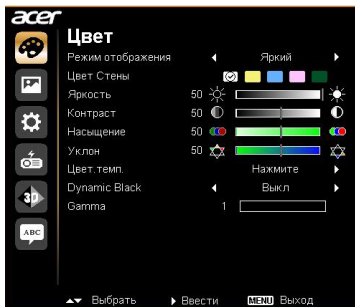 acer
Цвет
Режим отображения Яркий
Цвет Стены
Яркость 50
Контраст 50
Насыщение 50
Уклон 50
Цвет.темп. Нажмите
Dynamic Black Выкл
Gamma 1
3D
ABC
Выбрать Ввести MENU Выход